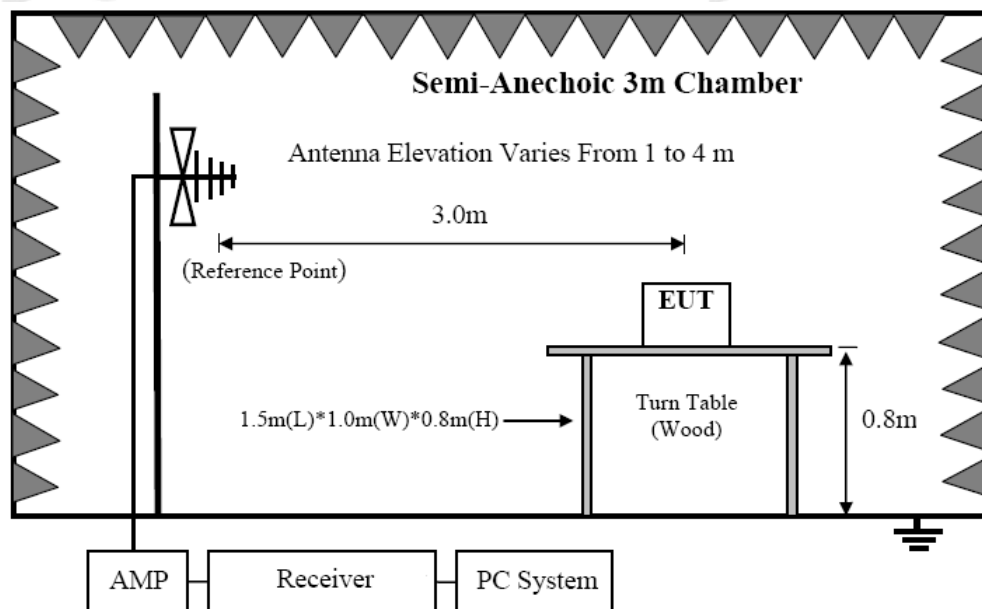 Semi-Anechoic 3m Chamber
Antenna Elevation Varies From 1 to 4 m
3.0m
(Reference Point)
EUT
1.5m(L)*1.0m(W)*0.8m(H)
Turn Table
(Wood)
0.8m
AMP
Receiver
PC System